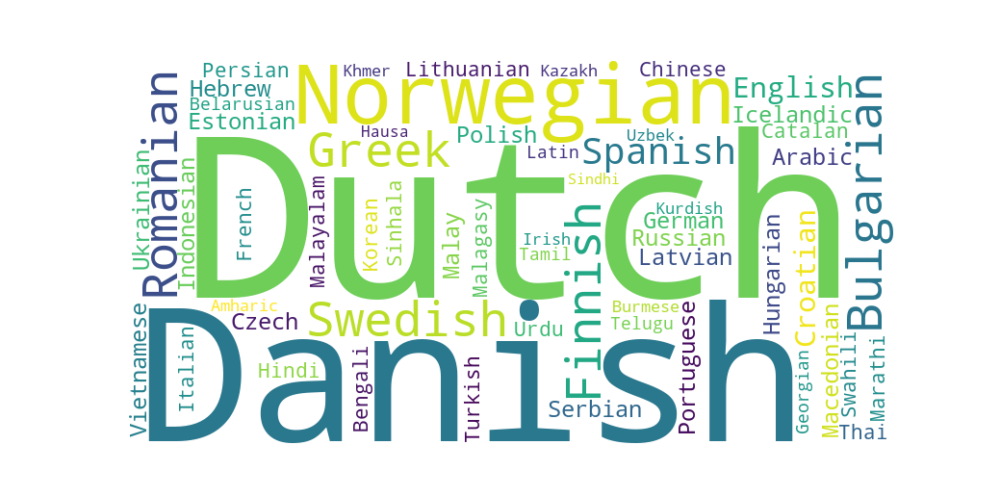 Persian
Khmer
Lithuanian
Kazakh
Chinese
Hebrew
Norwegian
English
Belarusian
Icelandic
Estonian
Romanian
Hausa
Polish
Uzbek
Catalan
Greek
Latin
Spanish
Arabic
Bulgarian
Ukrainian
Indonesian
Dutch
French
Malayalam
Korean
Sinhala
Malay
Malagasy
Sindhi
Irish
Tamil
Finnish
Kurdish
German
Russian
Latvian
Hungarian
Croatian
Amharic
Czech
Swedish
Urdu
Burmese
Telugu
Portuguese
Vietnamese
Italian
Danish
Hindi
Bengali
Turkish
Serbian
Georgian
Macedonian
Swahili
Marathi
Thai